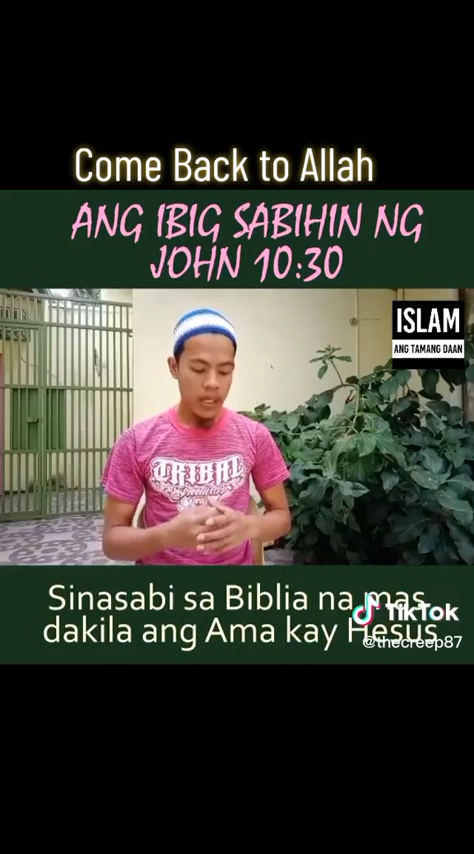 Come Back to Allah
ANG IBIG SABIHIN NG
JOHN 10:30
ISLAM
ANG TAMANG DAAN
TRIBAL
Sinasabi sa Biblia na mas
dakila ang Ama kay Hesus
TikTok
@thecreep87